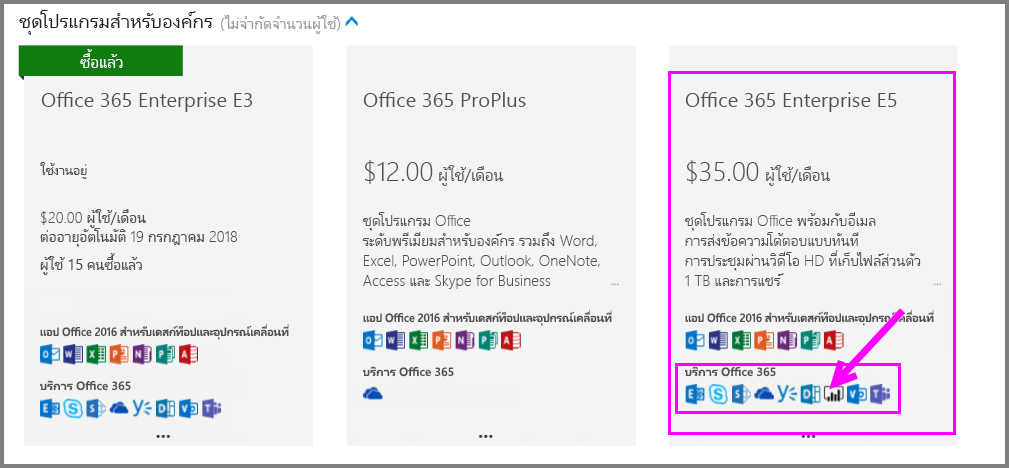 ชุดโปรแกรมสำหรับองค์กร (ไม่จำกัดจำนวนผู้ใช้)
ซื้อแล้ว
Office 365 Enterprise E3
ใช้งานอยู่
$20.00 ผู้ใช้/เดือน
ต่ออายุอัตโนมัติ 19 กรกฎาคม 2018
ผู้ใช้ 15 คนซื้อแล้ว
แอป Office 2016 สำหรับเดสก์ท็อปและอุปกรณ์เคลื่อนที่
บริการ Office 365
...
Office 365 ProPlus
$12.00 ผู้ใช้/เดือน
ชุดโปรแกรม Office
ระดับพรีเมียมสำหรับองค์กร รวมถึง Word,
Excel, PowerPoint, Outlook, OneNote,
Access และ Skype for Business
...
แอป Office 2016 สำหรับเดสก์ท็อปและอุปกรณ์เคลื่อนที่
บริการ Office 365
...
Office 365 Enterprise E5
$35.00 ผู้ใช้/เดือน
ชุดโปรแกรม Office พร้อมกับอีเมล
การส่งข้อความโต้ตอบแบบทันที
การประชุมผ่านวิดีโอ HD ที่เก็บไฟล์ส่วนตัว
1 TB และการแชร์
...
แอป Office 2016 สำหรับเดสก์ท็อปและอุปกรณ์เคลื่อนที่
บริการ Office 365
...